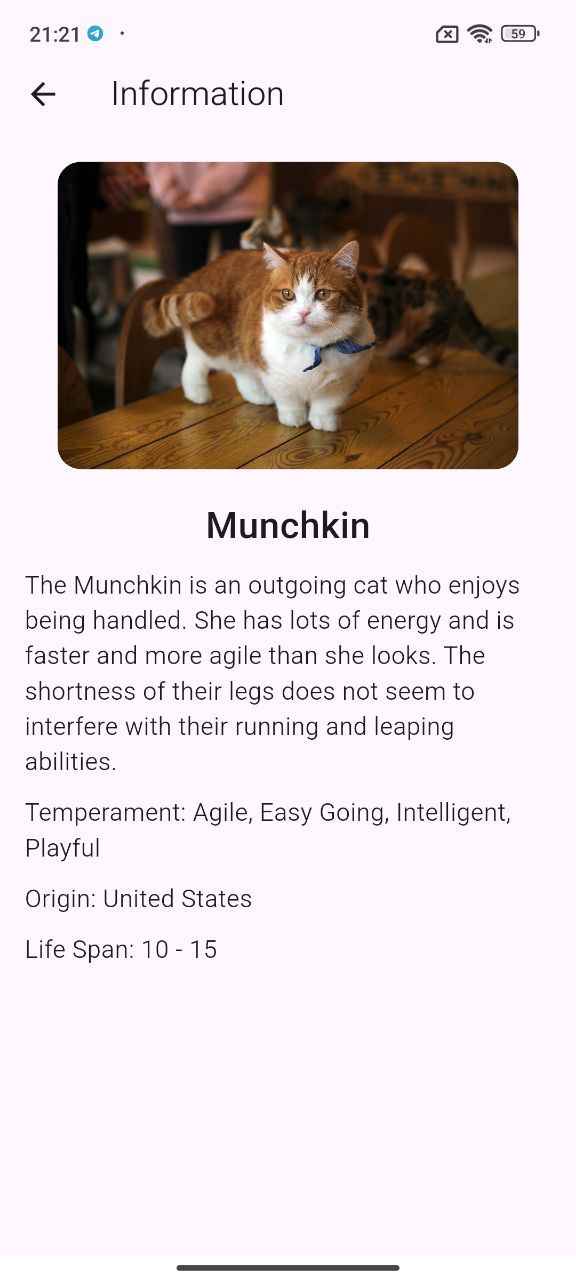 21:21
59
Information
Munchkin
The Munchkin is an outgoing cat who enjoys
being handled. She has lots of energy and is
faster and more agile than she looks. The
shortness of their legs does not seem to
interfere with their running and leaping
abilities.
Temperament: Agile, Easy Going, Intelligent,
Playful
Origin: United States
Life Span: 10 - 15